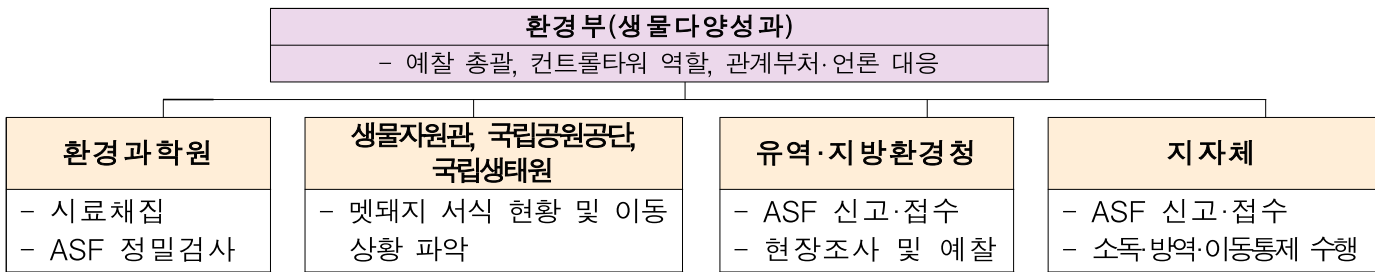 환경부(생물다양성과)
- 예찰 총괄, 컨트롤타워 역할, 관계부처·언론 대응
환경과학원
- 시료채집
- ASF 정밀검사
생물자원관, 국립공원공단,
국립생태원
- 멧돼지 서식 현황 및 이동
상황 파악
유역·지방환경청
- ASF 신고·접수
- 현장조사 및 예찰
지자체
- ASF 신고·접수
- 소독·방역·이동통제 수행